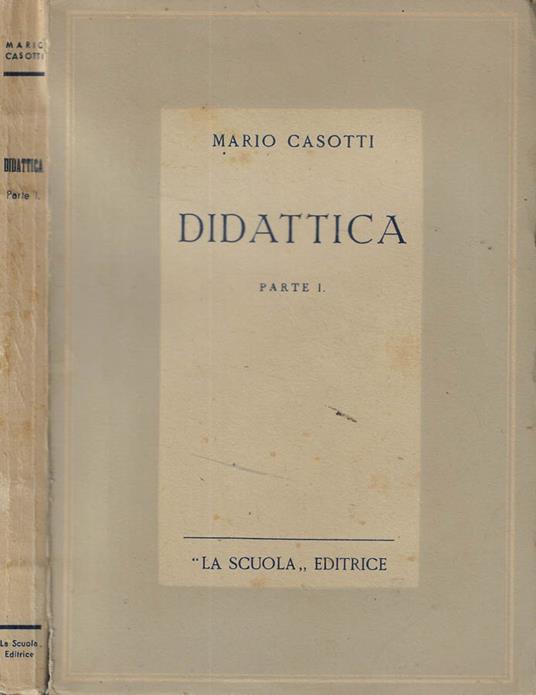 MARIO
CASOTTI
DIDATTICA
Parte I.
La Scuola
Editrice
MARIO CASOTTI
DIDATTICA
PARTE I.
“LA SCUOLA„ EDITRICE